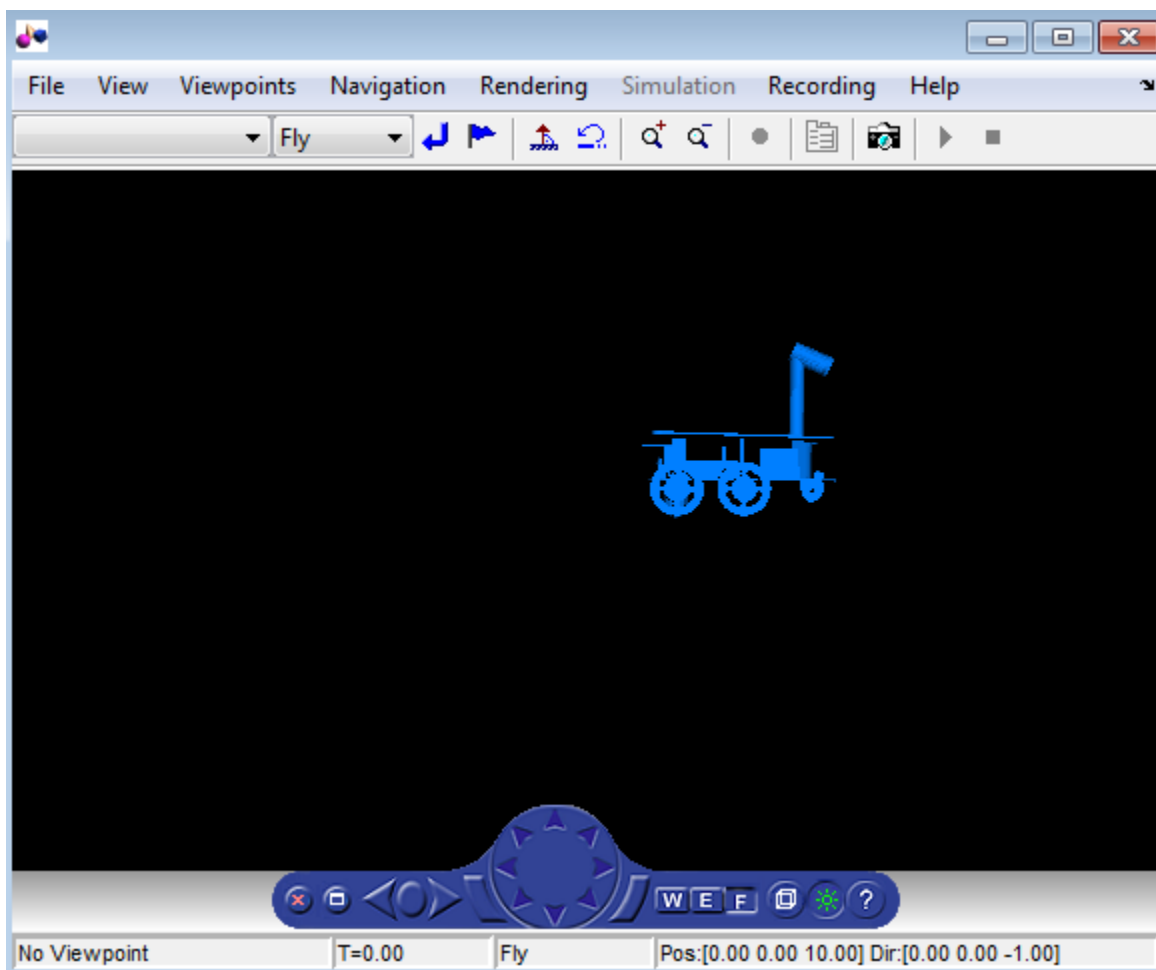 File View Viewpoints Navigation Rendering Simulation Recording Help
Fly
W E F ?
No Viewpoint T=0.00 Fly Pos:[0.00 0.00 10.00] Dir:[0.00 0.00 -1.00]